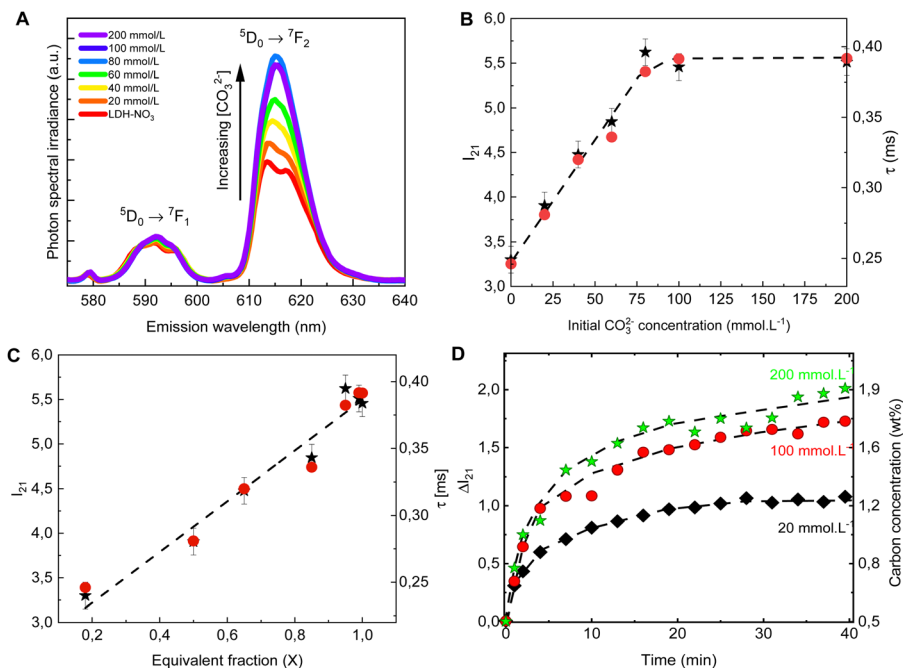 A
⁵D₀ → ⁷F₂
200 mmol/L
100 mmol/L
80 mmol/L
60 mmol/L
40 mmol/L
20 mmol/L
LDH-NO₃
Increasing [CO₃²⁻]
⁵D₀ → ⁷F₁
Photon spectral irradiance (a.u.)
580 600 610 620 630 640
590
Emission wavelength (nm)
B
6.0
5.5
5.0
4.5
4.0
3.5
3.0
I₂₁
0,40
0,35
0,30
0,25
τ (ms)
0 25 50 75 100 125 150 175 200
Initial CO₃²⁻ concentration (mmol.L⁻¹)
C
6,0
5,5
5,0
4,5
4,0
3,5
3,0
I₂₁
0,40
0,38
0,35
0,33
0,30
0,28
0,25
τ [ms]
0,2 0,4 0,6 0,8 1,0
Equivalent fraction (X)
D
2,0
1,5
1,0
0,5
0,0
ΔI₂₁
200 mmol.L⁻¹
100 mmol.L⁻¹
20 mmol.L⁻¹
1,9
1,6
1,2
0,8
0,5
Carbon concentration (wt%)
0 10 20 30 40
Time (min)